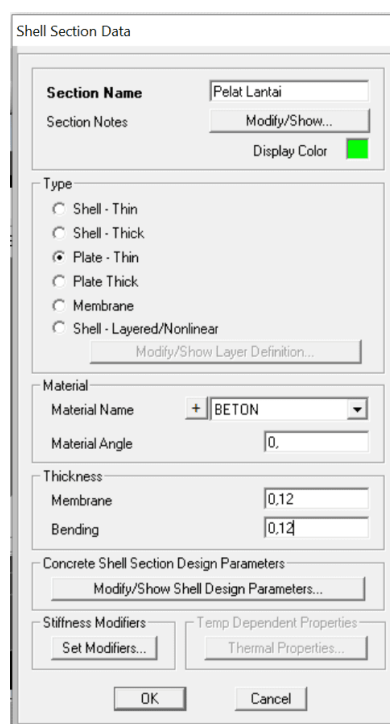 Shell Section Data
Section Name Pelat Lantai
Section Notes Modify/Show...
Display Color
Type
Shell - Thin
Shell - Thick
Plate - Thin
Plate Thick
Membrane
Shell - Layered/Nonlinear
Modify/Show Layer Definition...
Material
Material Name + BETON
Material Angle 0,
Thickness
Membrane 0,12
Bending 0,12
Concrete Shell Section Design Parameters
Modify/Show Shell Design Parameters...
Stiffness Modifiers Temp Dependent Properties
Set Modifiers... Thermal Properties...
OK Cancel